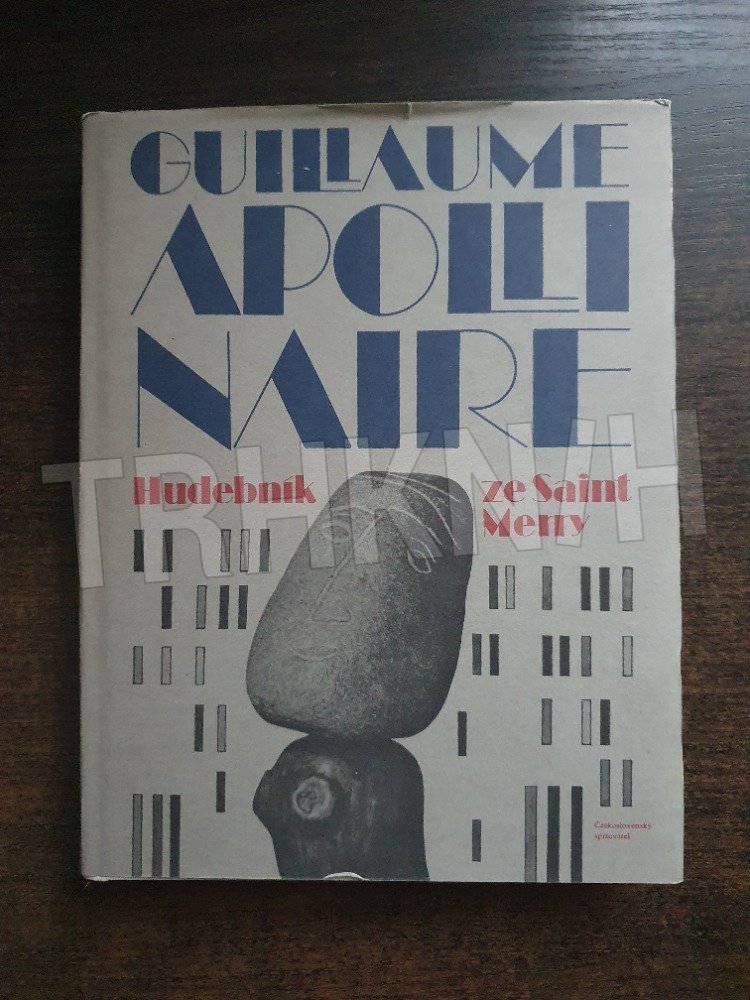 GUILLAUME
APOLLI
NAIRE
Hudebník ze Saint
Merry
Československý
spisovatel
TRHKNIH